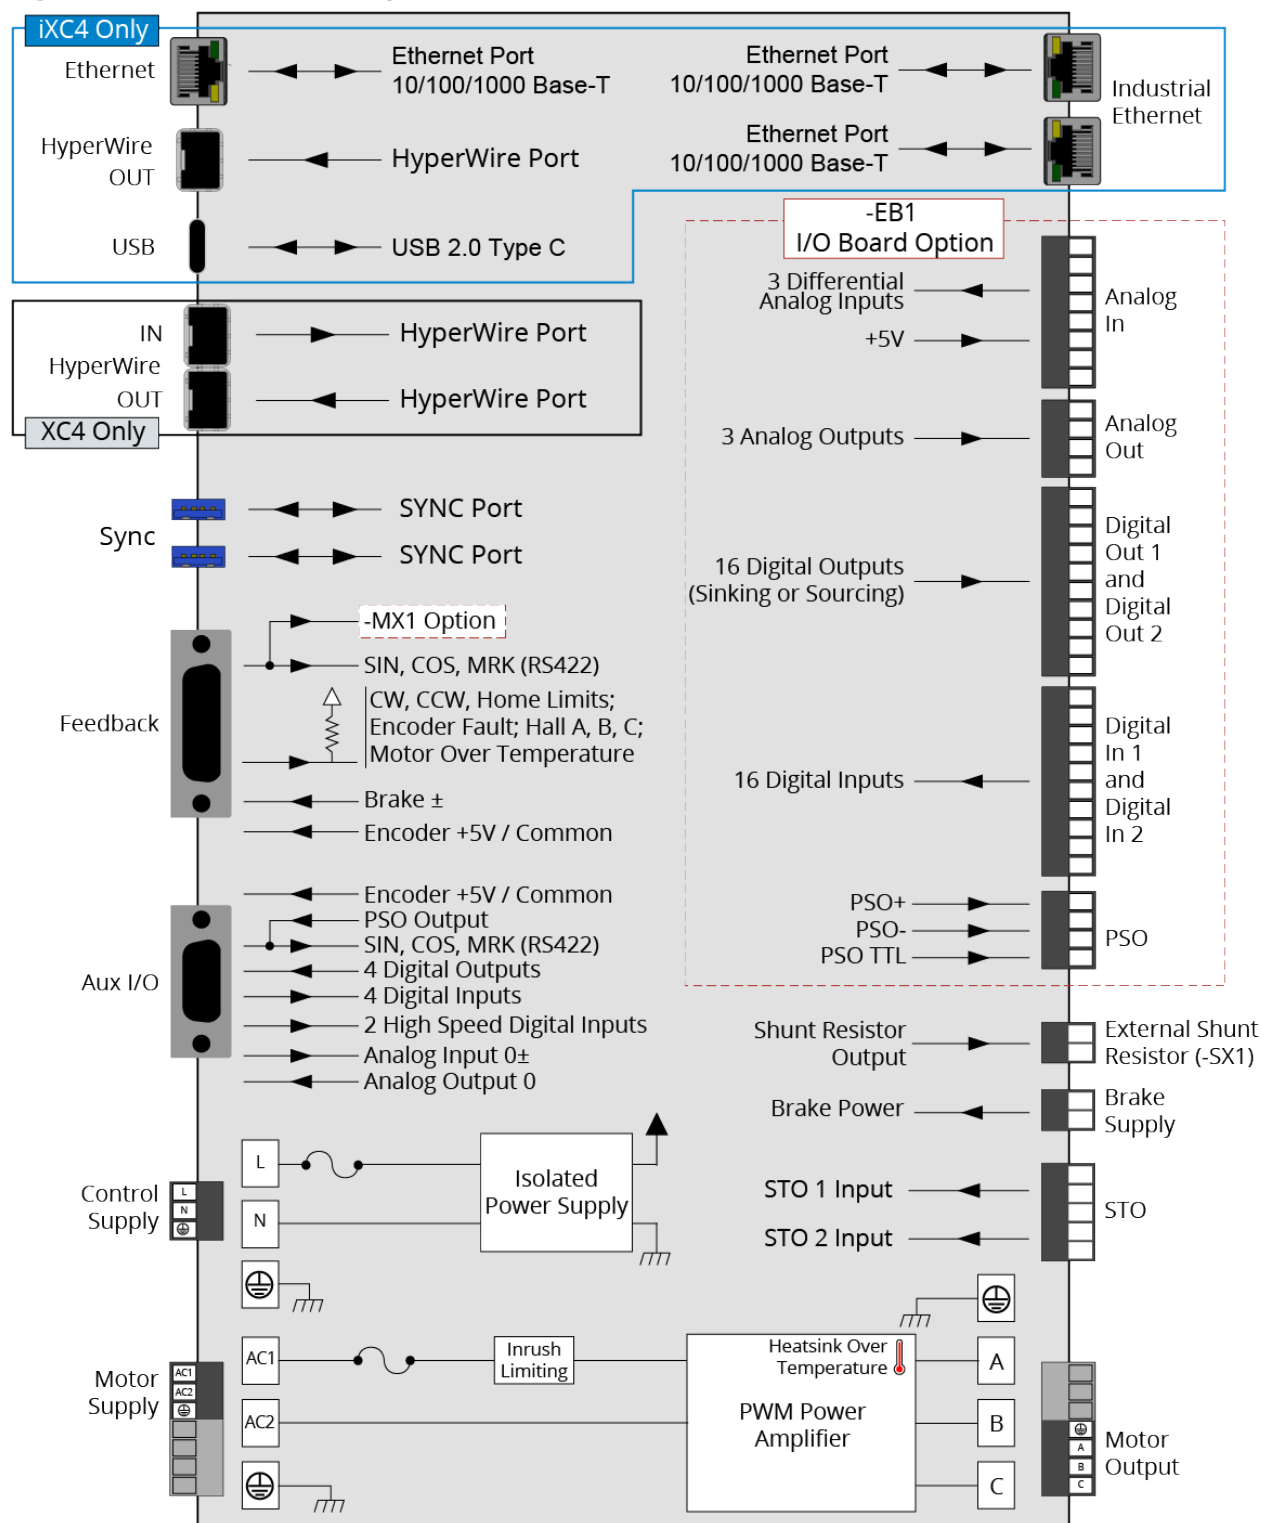 iXC4 Only
Ethernet
Ethernet Port
10/100/1000 Base-T
HyperWire
OUT
HyperWire Port
USB
USB 2.0 Type C
Ethernet Port
10/100/1000 Base-T
Ethernet Port
10/100/1000 Base-T
Industrial
Ethernet
IN
HyperWire
OUT
HyperWire Port
HyperWire Port
XC4 Only
Sync
SYNC Port
SYNC Port
Feedback
-MX1 Option
SIN, COS, MRK (RS422)
CW, CCW, Home Limits;
Encoder Fault; Hall A, B, C;
Motor Over Temperature
Brake ±
Encoder +5V / Common
Aux I/O
Encoder +5V / Common
PSO Output
SIN, COS, MRK (RS422)
4 Digital Outputs
4 Digital Inputs
2 High Speed Digital Inputs
Analog Input 0±
Analog Output 0
-EB1
I/O Board Option
3 Differential
Analog Inputs
+5V
Analog
In
3 Analog Outputs
Analog
Out
16 Digital Outputs
(Sinking or Sourcing)
Digital
Out 1
and
Digital
Out 2
16 Digital Inputs
Digital
In 1
and
Digital
In 2
PSO+
PSO-
PSO TTL
PSO
Shunt Resistor
Output
External Shunt
Resistor (-SX1)
Brake Power
Brake
Supply
STO 1 Input
STO 2 Input
STO
Control
Supply
L
N
L
N
Isolated
Power Supply
Motor
Supply
AC1
AC2
AC1
AC2
Inrush
Limiting
Heatsink Over
Temperature
PWM Power
Amplifier
A
B
C
A
B
C
Motor
Output